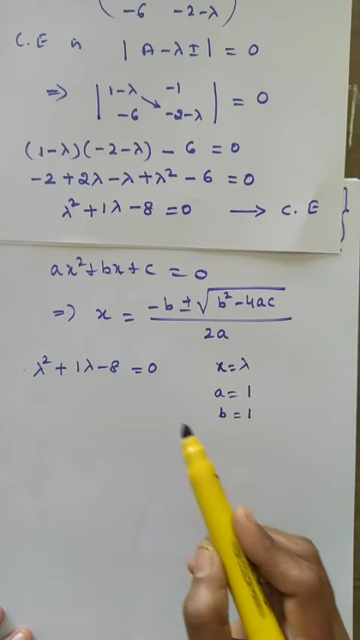 -6 -2-λ
C.E is |A-λI| = 0
=> |1-λ -1
-6 -2-λ| = 0
(1-λ)(-2-λ) - 6 = 0
-2+2λ-λ+λ²-6 = 0
λ²+1λ-8 = 0 → C.E
ax²+bx+c = 0
=> x = -b ± √b²-4ac
2a
λ²+1λ-8 = 0 x=λ
a = 1
b = 1